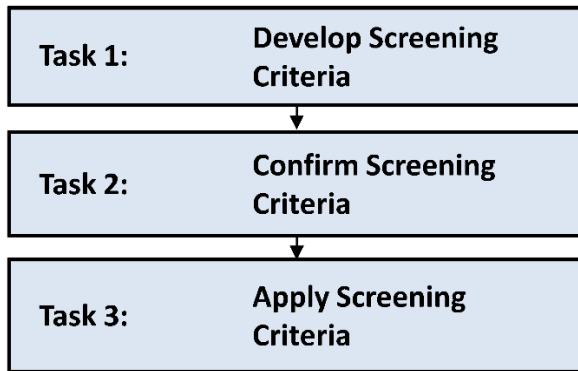 Task 1: Develop Screening
Criteria
Task 2: Confirm Screening
Criteria
Task 3: Apply Screening
Criteria